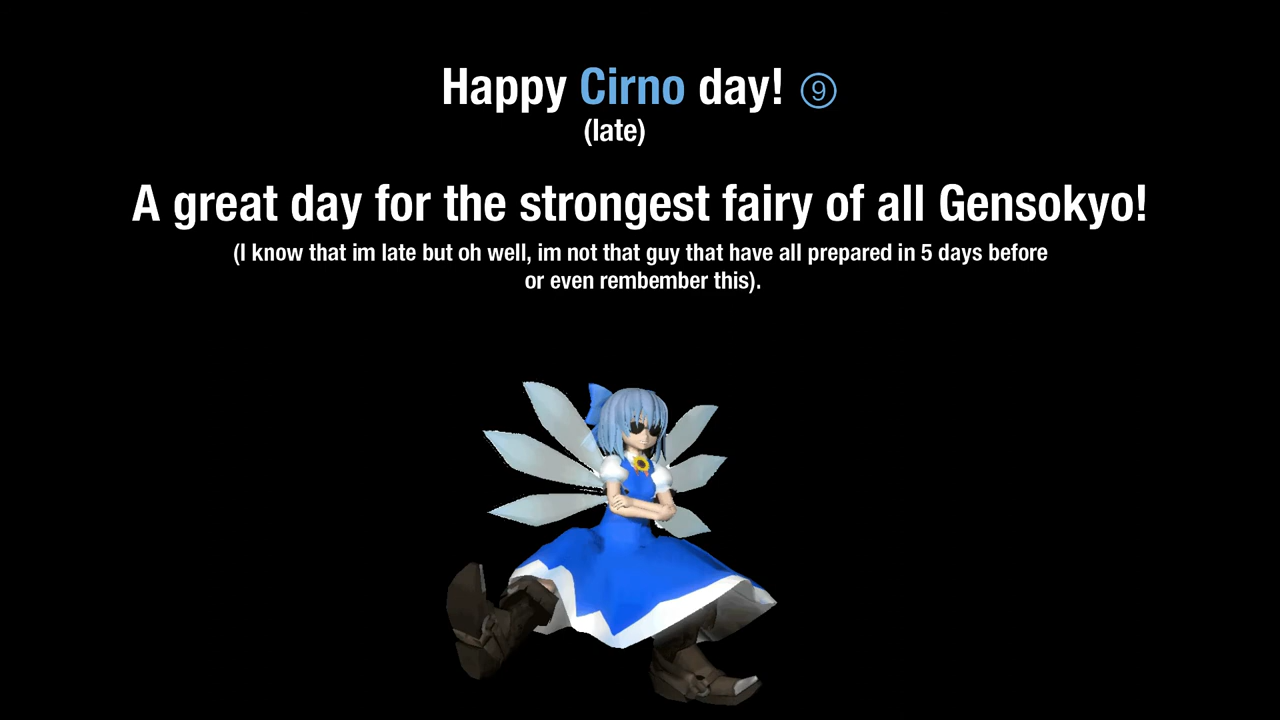 Happy Cirno day! ⑨
(late)
A great day for the strongest fairy of all Gensokyo!
(I know that im late but oh well, im not that guy that have all prepared in 5 days before
or even rembember this).